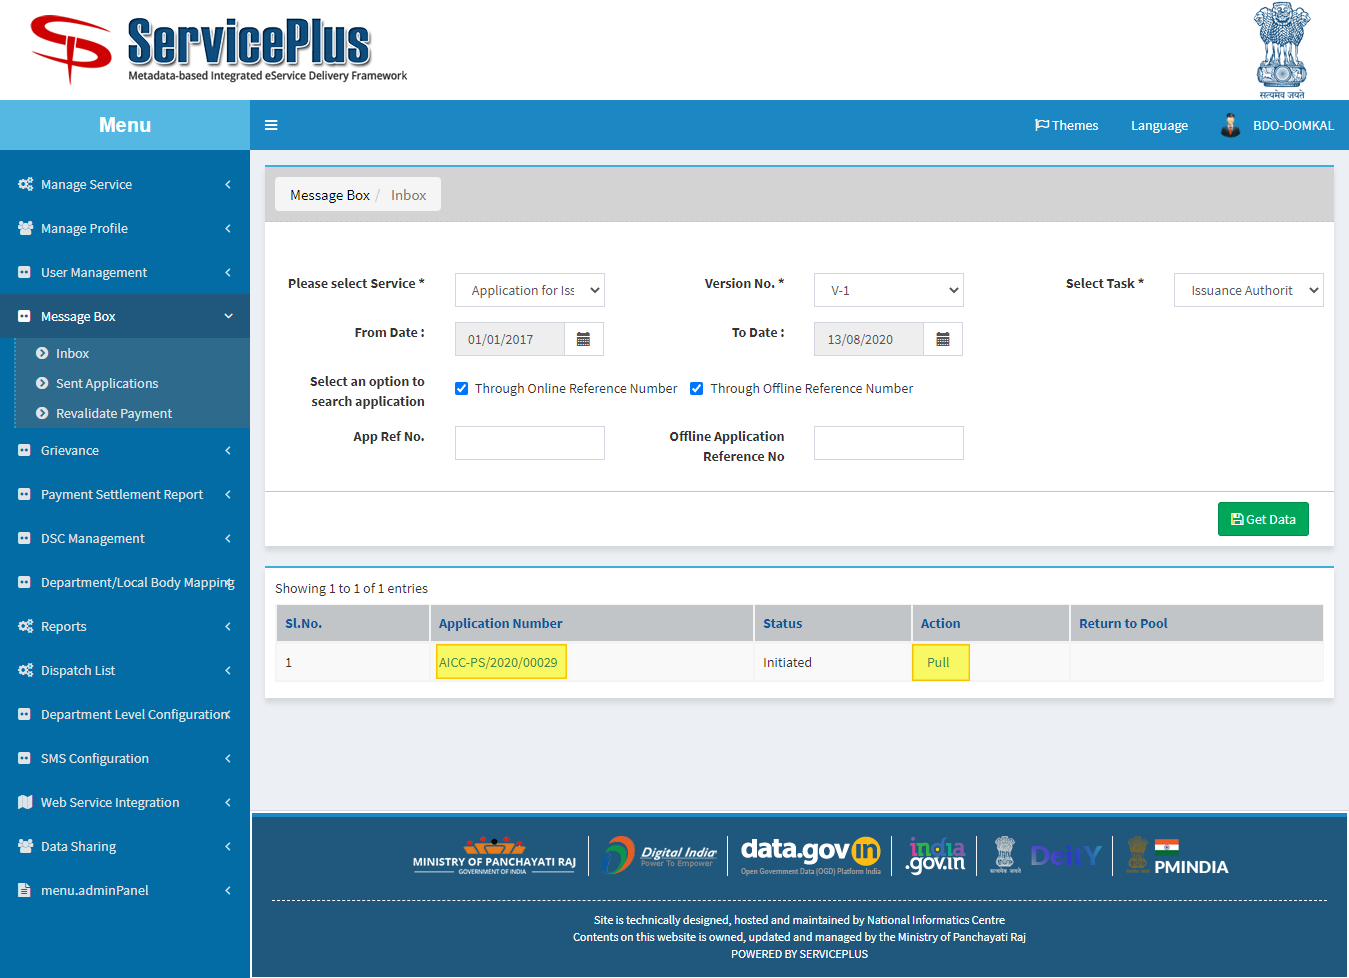 ServicePlus
Metadata-based Integrated eService Delivery Framework
सत्यमेव जयते
Menu
Themes
Language
BDO-DOMKAL
Manage Service
Manage Profile
User Management
Message Box
Inbox
Sent Applications
Revalidate Payment
Grievance
Payment Settlement Report
DSC Management
Department/Local Body Mapping
Reports
Dispatch List
Department Level Configuration
SMS Configuration
Web Service Integration
Data Sharing
menu.adminPanel
Message Box / Inbox
Please select Service *
Application for Iss
Version No. *
V-1
Select Task *
Issuance Authorit
From Date :
01/01/2017
To Date :
13/08/2020
Select an option to
search application
Through Online Reference Number
Through Offline Reference Number
App Ref No.
Offline Application
Reference No
Get Data
Showing 1 to 1 of 1 entries
Sl.No. Application Number Status Action Return to Pool
1 AICC-PS/2020/00029 Initiated Pull
MINISTRY OF PANCHAYATI RAJ
GOVERNMENT OF INDIA
Digital India
Power To Empower
data.gov in
Open Government Data (OGD) Platform India
india
.gov.in
सत्यमेव जयते
DeitY
PMINDIA
Site is technically designed, hosted and maintained by National Informatics Centre
Contents on this website is owned, updated and managed by the Ministry of Panchayati Raj
POWERED BY SERVICEPLUS